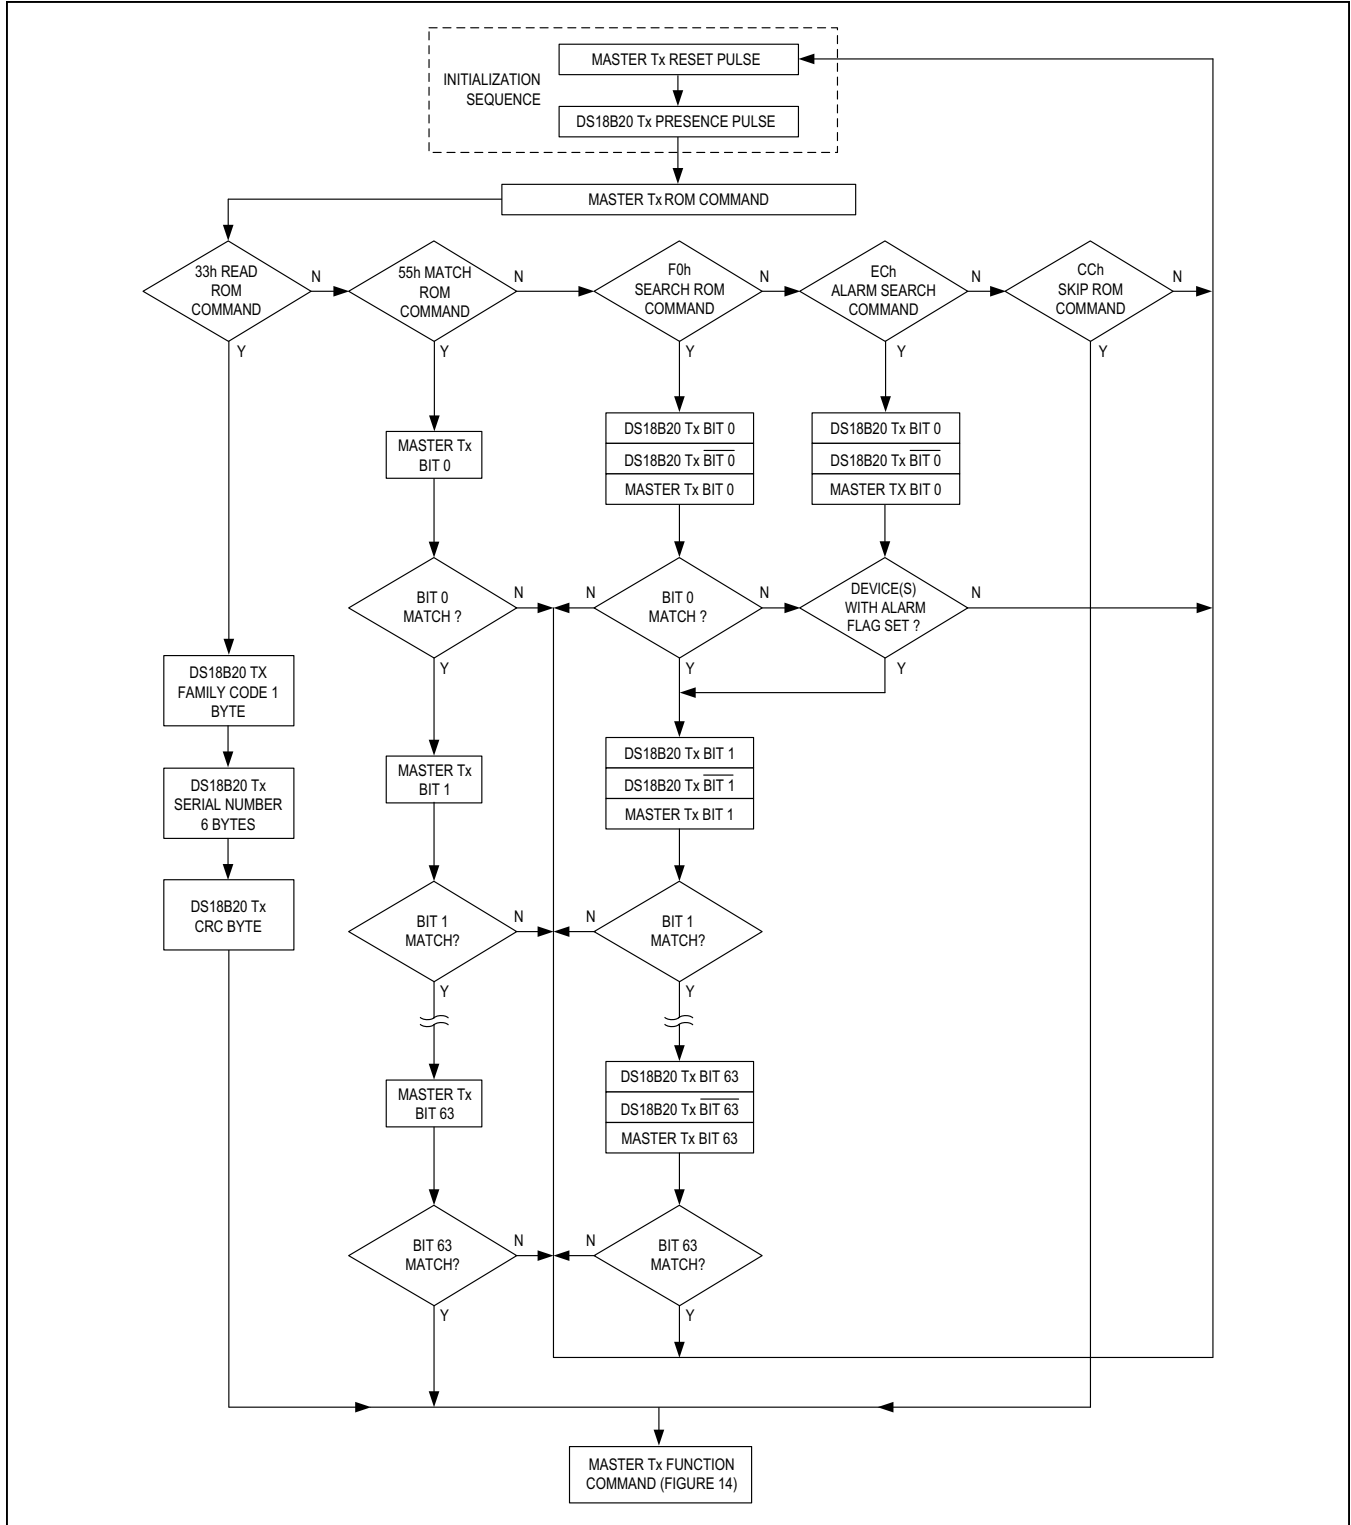 MASTER Tx RESET PULSE
INITIALIZATION
SEQUENCE
DS18B20 Tx PRESENCE PULSE
MASTER Tx ROM COMMAND
33h READ
ROM
COMMAND
N
Y
55h MATCH
ROM
COMMAND
N
Y
F0h
SEARCH ROM
COMMAND
N
Y
ECh
ALARM SEARCH
COMMAND
N
Y
CCh
SKIP ROM
COMMAND
N
Y
MASTER Tx
BIT 0
DS18B20 Tx BIT 0
DS18B20 Tx BIT 0
MASTER Tx BIT 0
DS18B20 Tx BIT 0
DS18B20 Tx BIT 0
MASTER TX BIT 0
BIT 0
MATCH ?
N
Y
N
BIT 0
MATCH ?
N
Y
DEVICE(S)
WITH ALARM
FLAG SET ?
N
Y
DS18B20 TX
FAMILY CODE 1
BYTE
DS18B20 Tx
SERIAL NUMBER
6 BYTES
DS18B20 Tx
CRC BYTE
MASTER Tx
BIT 1
DS18B20 Tx BIT 1
DS18B20 Tx BIT 1
MASTER Tx BIT 1
BIT 1
MATCH?
N
Y
N
BIT 1
MATCH?
Y
MASTER Tx
BIT 63
DS18B20 Tx BIT 63
DS18B20 Tx BIT 63
MASTER Tx BIT 63
BIT 63
MATCH?
N
Y
N
BIT 63
MATCH?
Y
MASTER Tx FUNCTION
COMMAND (FIGURE 14)